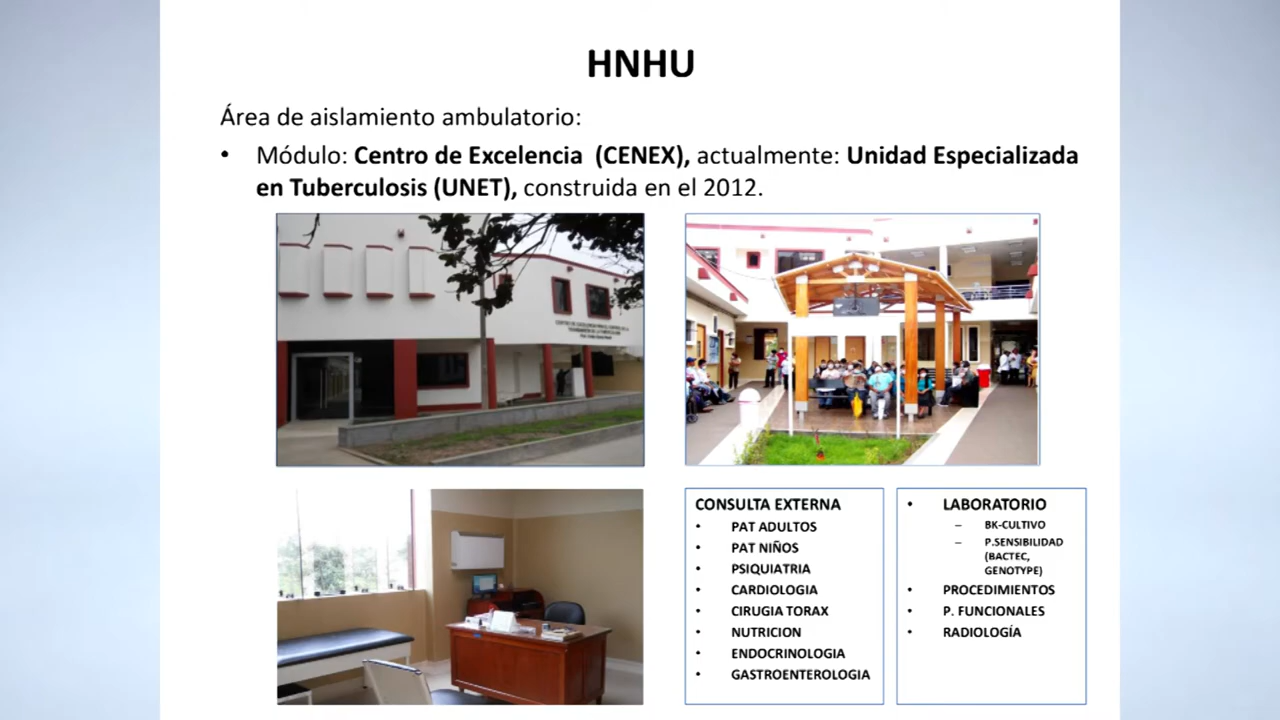 HNHU
Área de aislamiento ambulatorio:
• Módulo: Centro de Excelencia (CENEX), actualmente: Unidad Especializada
en Tuberculosis (UNET), construida en el 2012.
CONSULTA EXTERNA
• PAT ADULTOS
• PAT NIÑOS
• PSIQUIATRIA
• CARDIOLOGIA
• CIRUGIA TORAX
• NUTRICION
• ENDOCRINOLOGIA
• GASTROENTEROLOGIA
• LABORATORIO
– BK-CULTIVO
– P.SENSIBILIDAD
(BACTEC,
GENOTYPE)
• PROCEDIMIENTOS
• P. FUNCIONALES
• RADIOLOGÍA